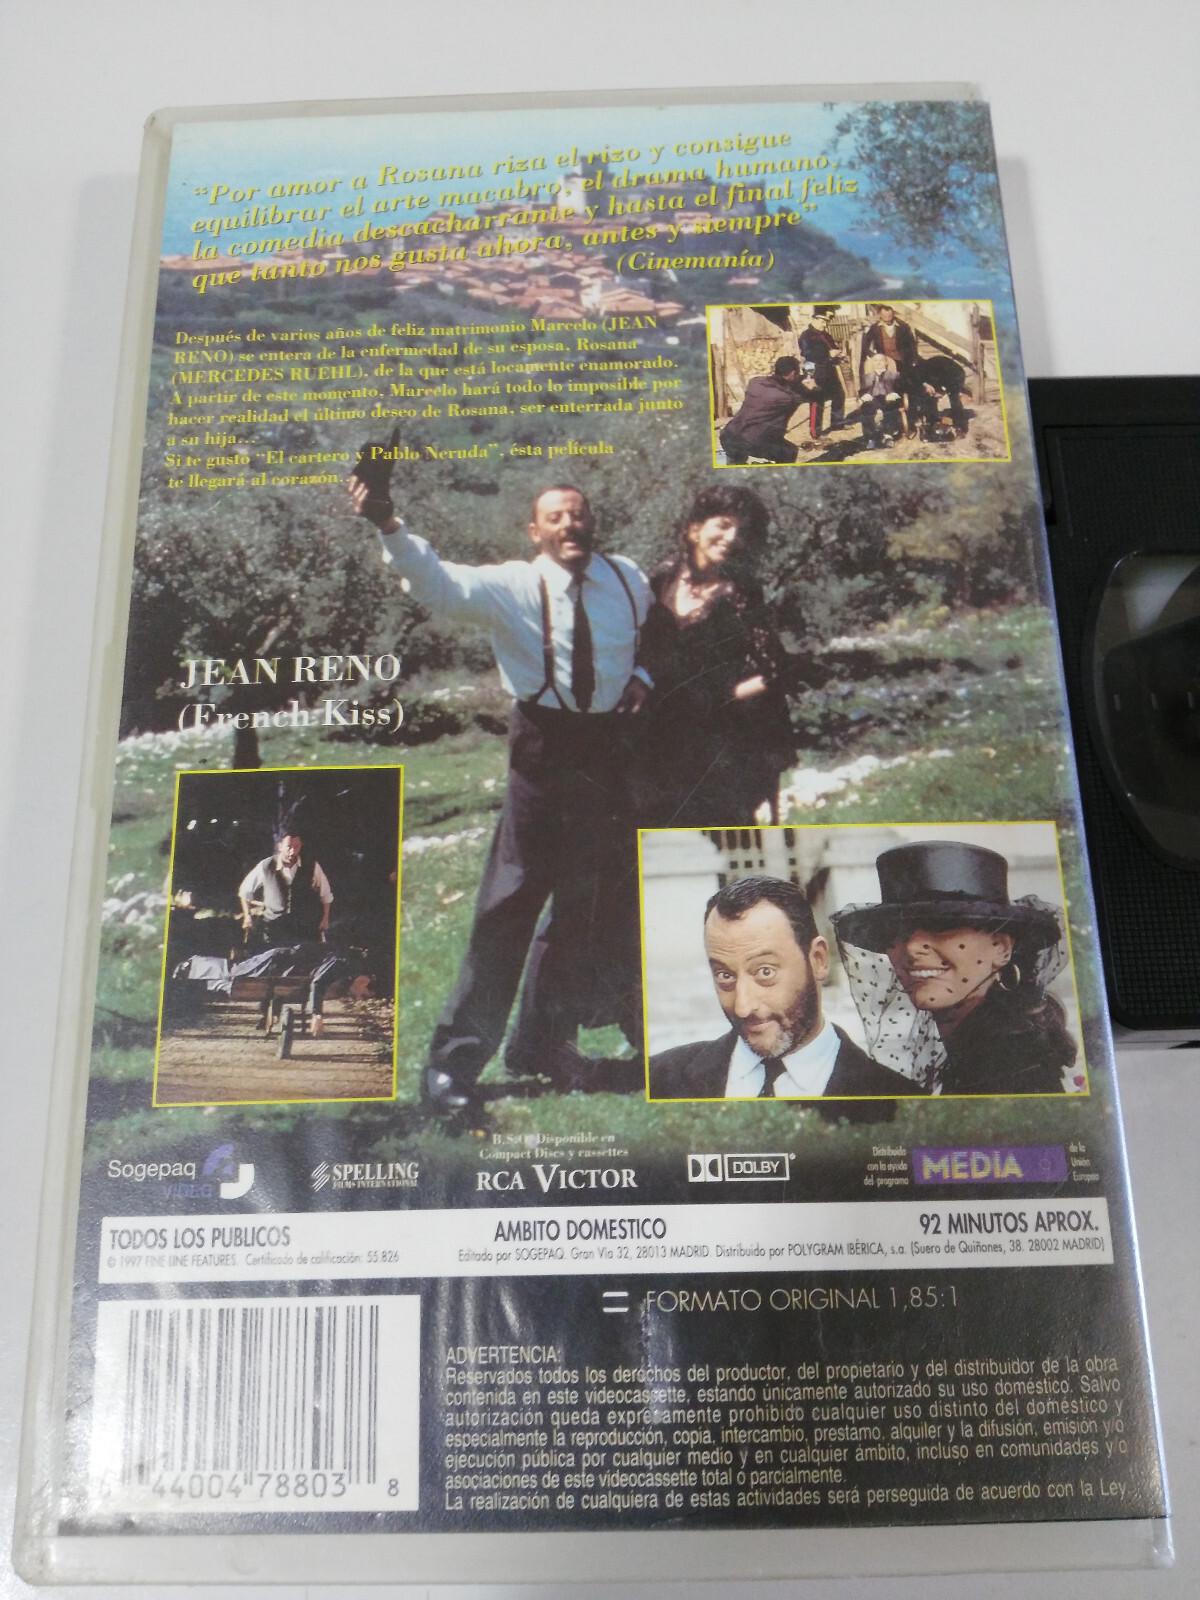 “Por amor a Rosana riza el rizo y consigue
equilibrar el arte macabro, el drama humano,
la comedia descacharrante y hasta el final feliz
que tanto nos gusta ahora, antes y siempre”
(Cinemanía)
Después de varios años de feliz matrimonio Marcelo (JEAN
RENO) se entera de la enfermedad de su esposa, Rosana
(MERCEDES RUEHL), de la que está locamente enamorado.
A partir de este momento, Marcelo hará todo lo imposible por
hacer realidad el último deseo de Rosana, ser enterrada junto
a su hija...
Si te gustó “El cartero y Pablo Neruda”, ésta película
te llegará al corazón...
JEAN RENO
(French Kiss)
Sogepaq
VIDEO
SPELLING
FILMS INTERNATIONAL
B.S.O. Disponible en
Compact Discs y cassettes
RCA VICTOR
DOLBY
Distribuida
con la ayuda
del programa
MEDIA
de la
Unión
Europea
TODOS LOS PUBLICOS
© 1997 FINE LINE FEATURES. Certificado de calificación: 55.826
AMBITO DOMESTICO
92 MINUTOS APROX.
Editado por SOGEPAQ. Gran Via 32, 28013 MADRID. Distribuido por POLYGRAM IBÉRICA, s.a. (Suero de Quiñones, 38. 28002 MADRID)
FORMATO ORIGINAL 1,85:1
ADVERTENCIA:
Reservados todos los derechos del productor, del propietario y del distribuidor de la obra
contenida en este videocassette, estando únicamente autorizado su uso doméstico. Salvo
autorización queda expresamente prohibido cualquier uso distinto del doméstico y
especialmente la reproducción, copia, intercambio, prestamo, alquiler y la difusión, emisión y/o
ejecución pública por cualquier medio y en cualquier ámbito, incluso en comunidades y/o
asociaciones de este videocassette total o parcialmente.
La realización de cualquiera de estas actividades será perseguida de acuerdo con la Ley
6 44004 78803 8